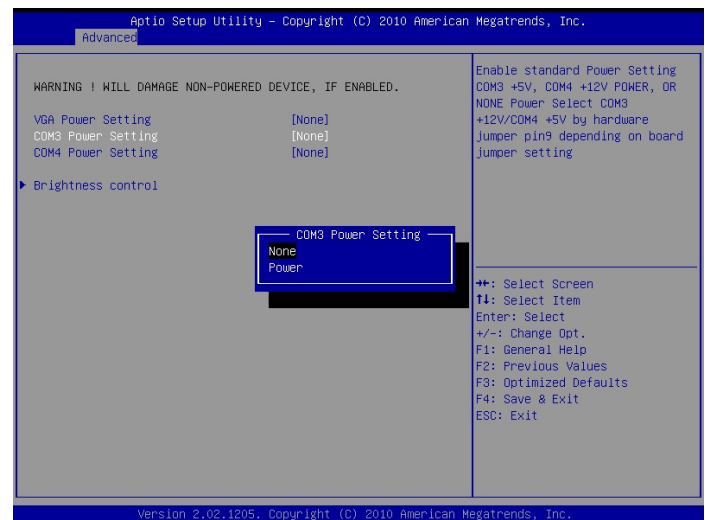 Aptio Setup Utility – Copyright (C) 2010 American Megatrends, Inc.
Advanced
WARNING ! WILL DAMAGE NON-POWERED DEVICE, IF ENABLED.
VGA Power Setting [None]
COM3 Power Setting [None]
COM4 Power Setting [None]
Brightness control
COM3 Power Setting
None
Power
Enable standard Power Setting
COM3 +5V, COM4 +12V POWER, OR
NONE Power Select COM3
+12V/COM4 +5V by hardware
jumper pin9 depending on board
jumper setting
→←: Select Screen
↑↓: Select Item
Enter: Select
+/-: Change Opt.
F1: General Help
F2: Previous Values
F3: Optimized Defaults
F4: Save & Exit
ESC: Exit
Version 2.02.1205. Copyright (C) 2010 American Megatrends, Inc.